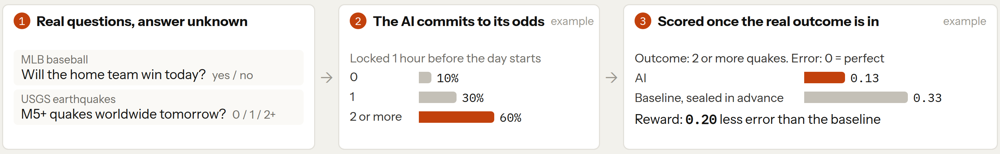 1 Real questions, answer unknown
MLB baseball
Will the home team win today? yes / no
USGS earthquakes
M5+ quakes worldwide tomorrow? 0 / 1 / 2+
→
2 The AI commits to its odds example
Locked 1 hour before the day starts
0 10%
1 30%
2 or more 60%
→
3 Scored once the real outcome is in example
Outcome: 2 or more quakes. Error: 0 = perfect
AI 0.13
Baseline, sealed in advance 0.33
Reward: 0.20 less error than the baseline